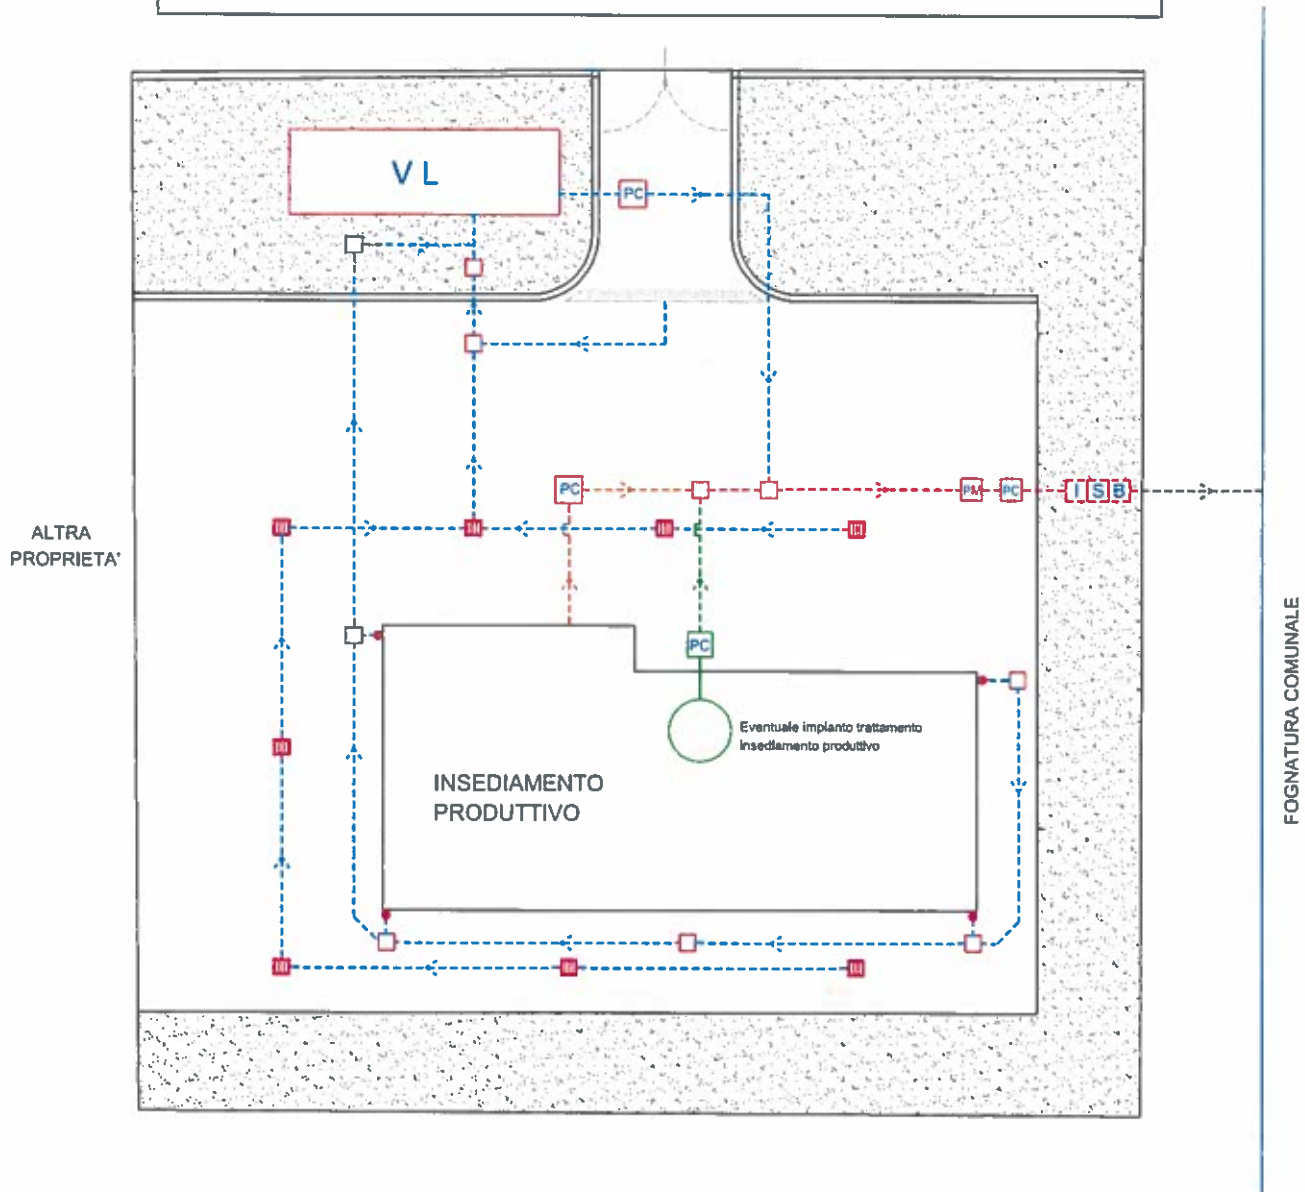 V L
PC
PC
PM
PC
I S B
ALTRA
PROPRIETA'
PC
Eventuale impianto trattamento
insediamento produttivo
INSEDIAMENTO
PRODUTTIVO
FOGNATURA COMUNALE